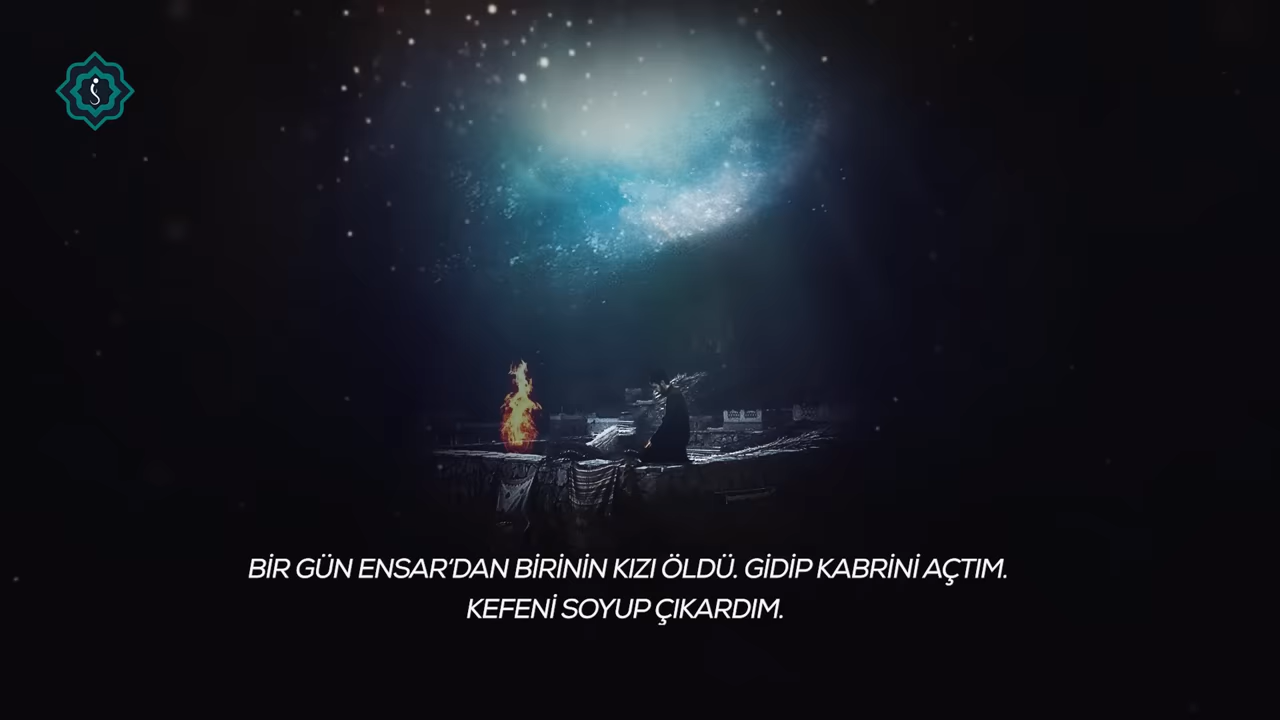 BİR GÜN ENSAR'DAN BİRİNİN KIZI ÖLDÜ. GİDİP KABRİNİ AÇTIM.
KEFENİ SOYUP ÇIKARDIM.